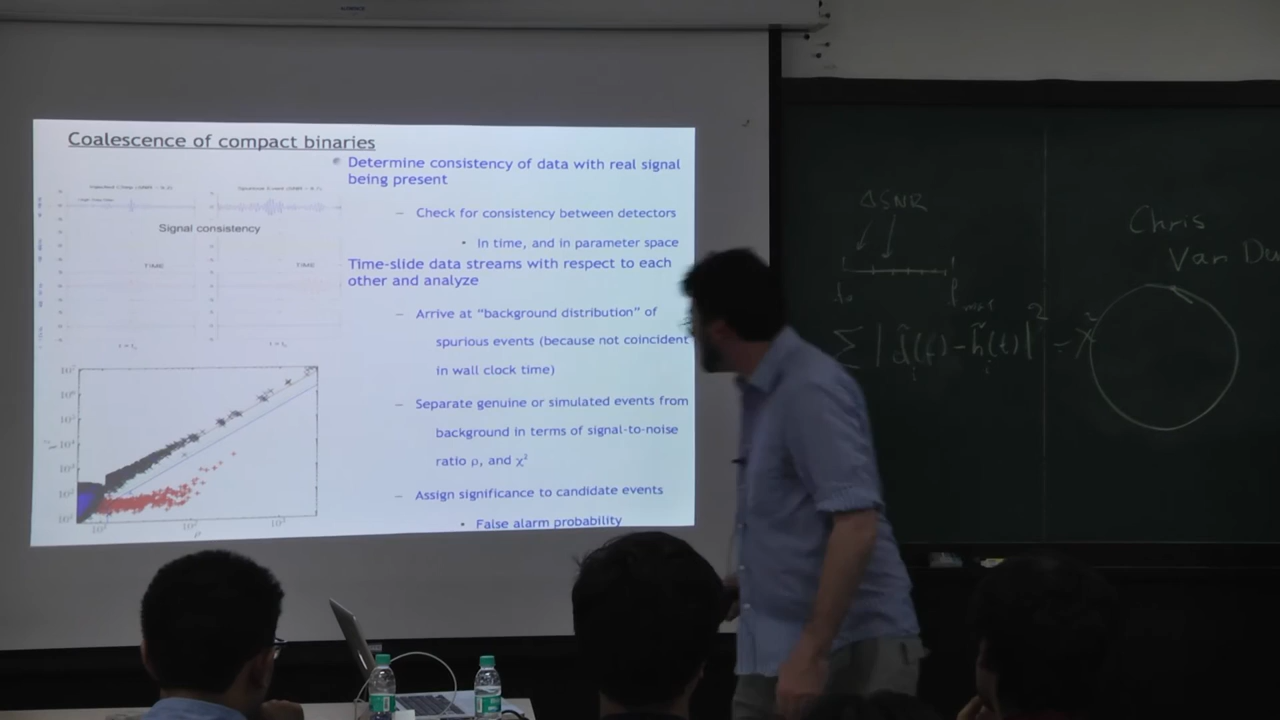 Coalescence of compact binaries
Signal consistency
TIME
TIME
Determine consistency of data with real signal
being present
– Check for consistency between detectors
• In time, and in parameter space
Time-slide data streams with respect to each
other and analyze
– Arrive at “background distribution” of
spurious events (because not coincident
in wall clock time)
– Separate genuine or simulated events from
background in terms of signal-to-noise
ratio ρ, and χ²
– Assign significance to candidate events
• False alarm probability
ΔSNR
Chris
Van Du